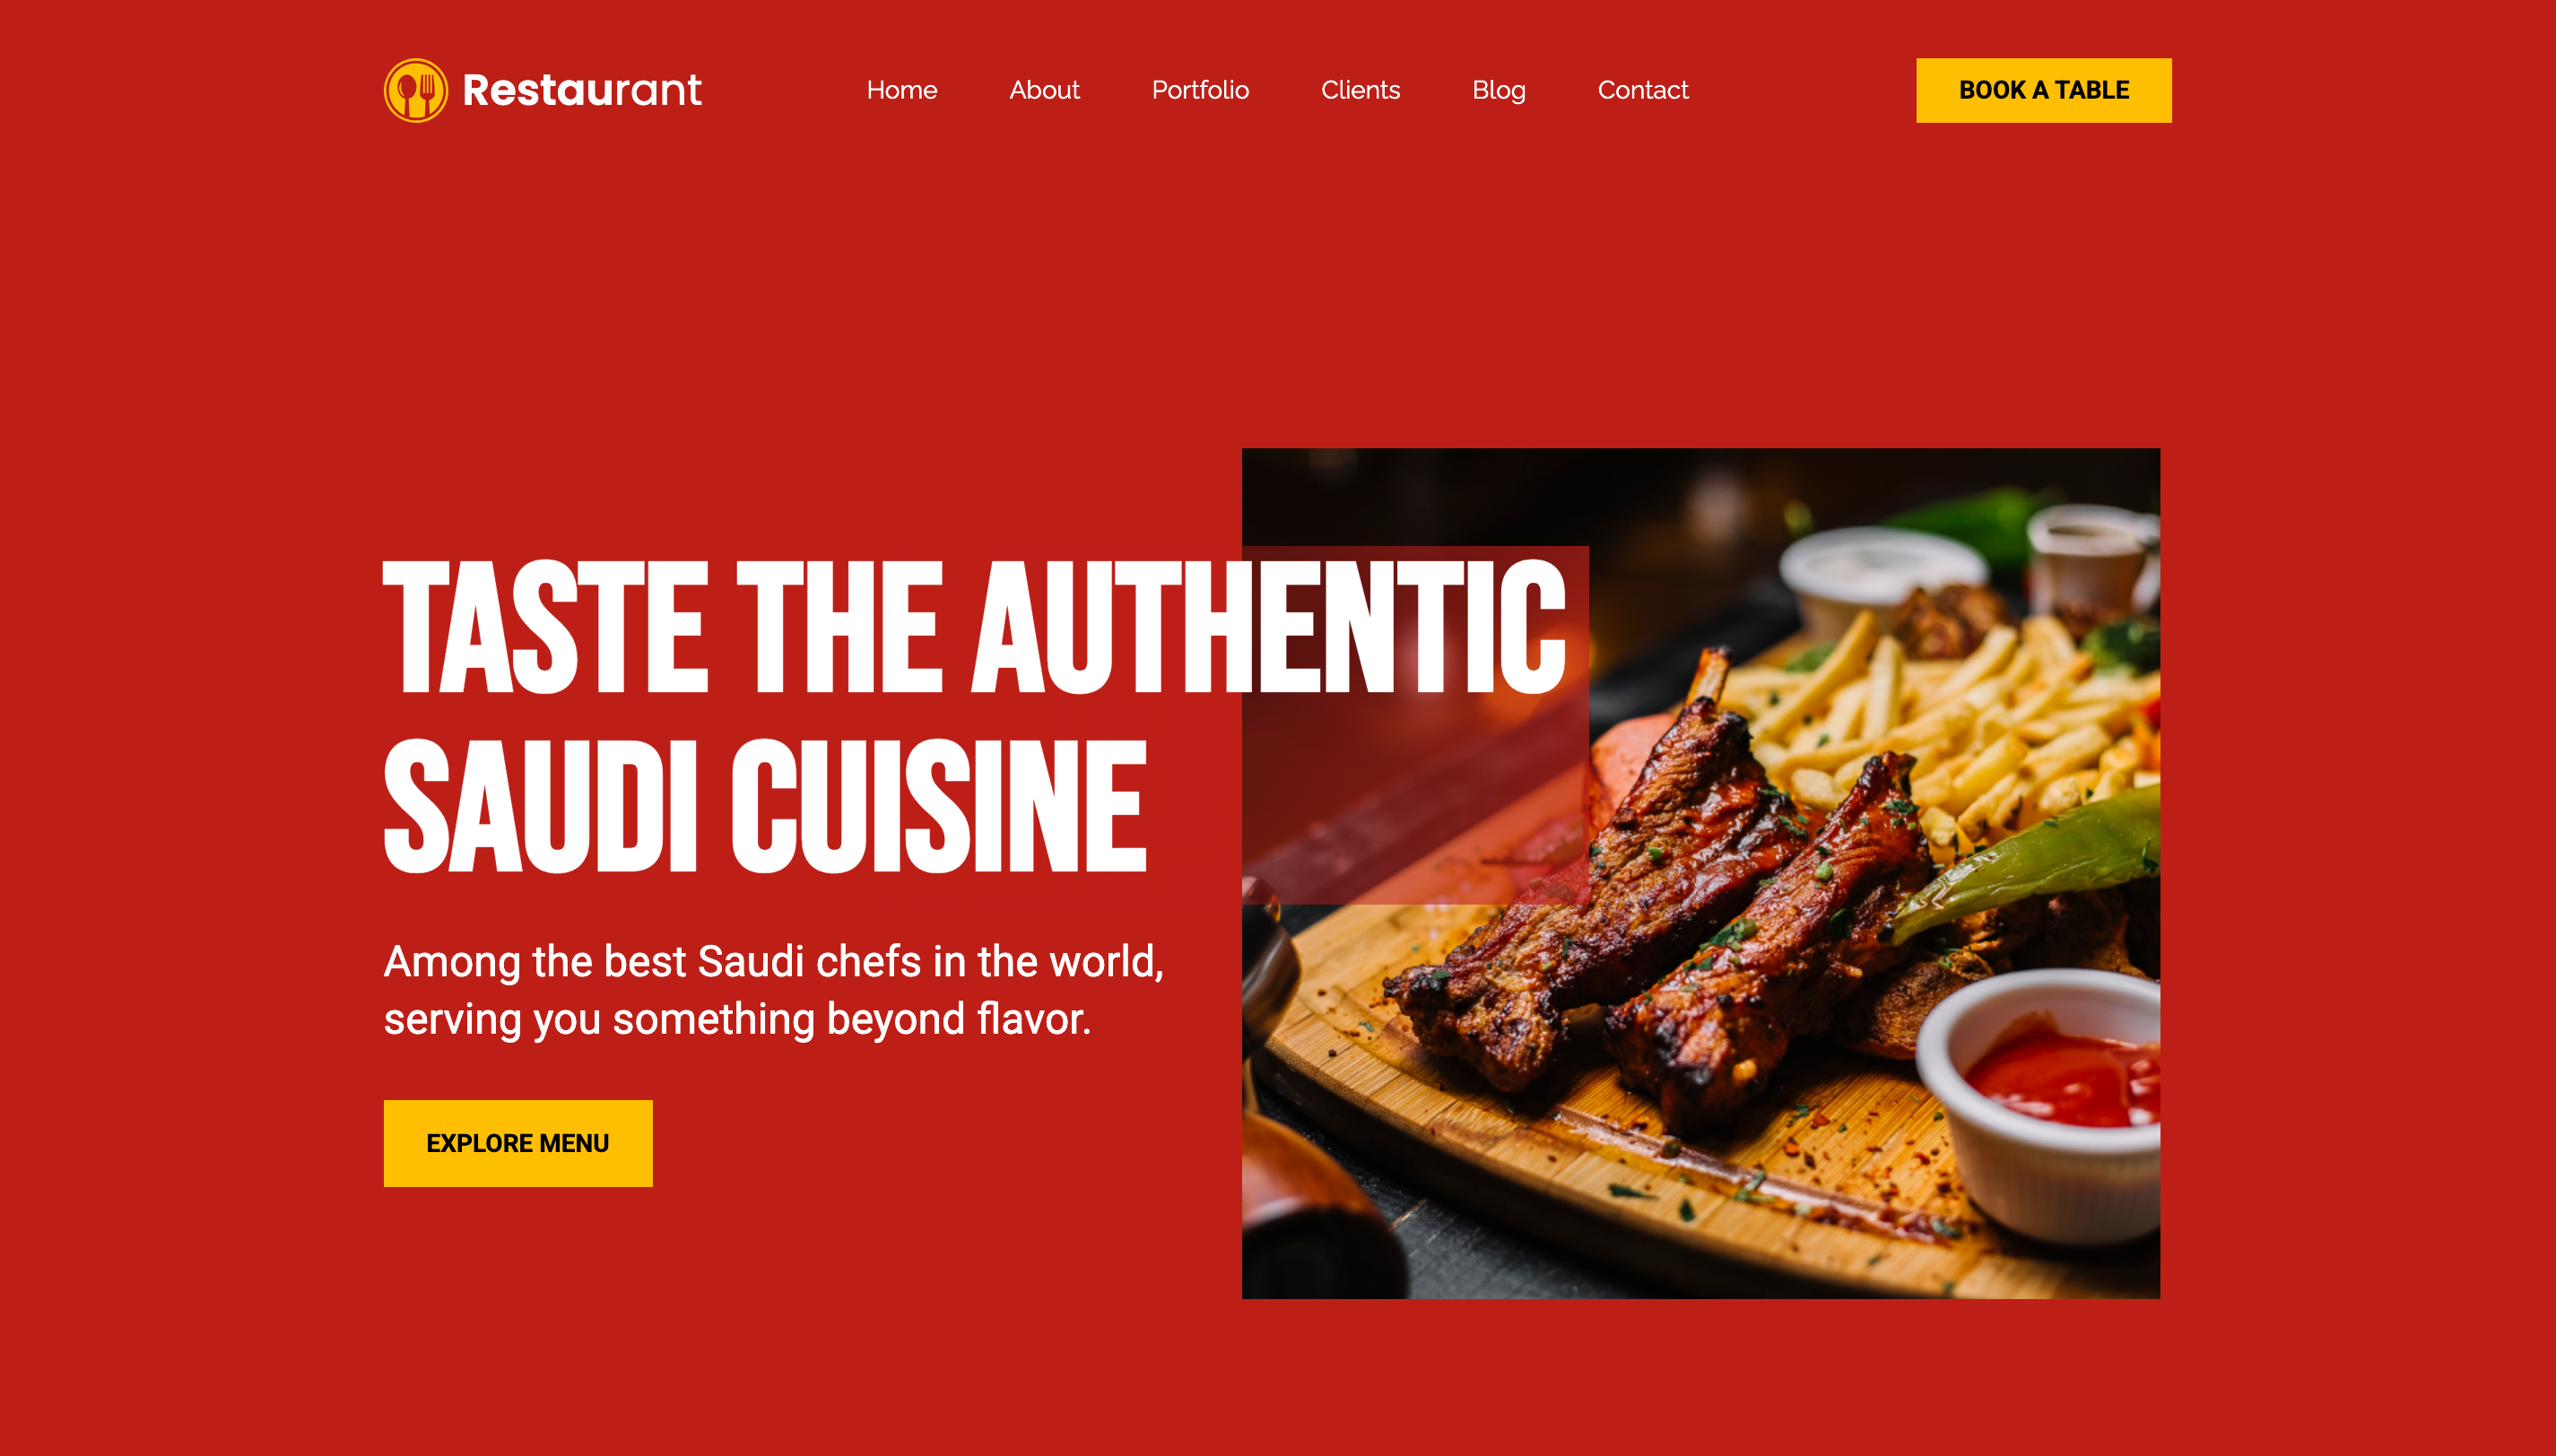 Restaurant
Home About Portfolio Clients Blog Contact
BOOK A TABLE
TASTE THE AUTHENTIC
SAUDI CUISINE
Among the best Saudi chefs in the world,
serving you something beyond flavor.
EXPLORE MENU